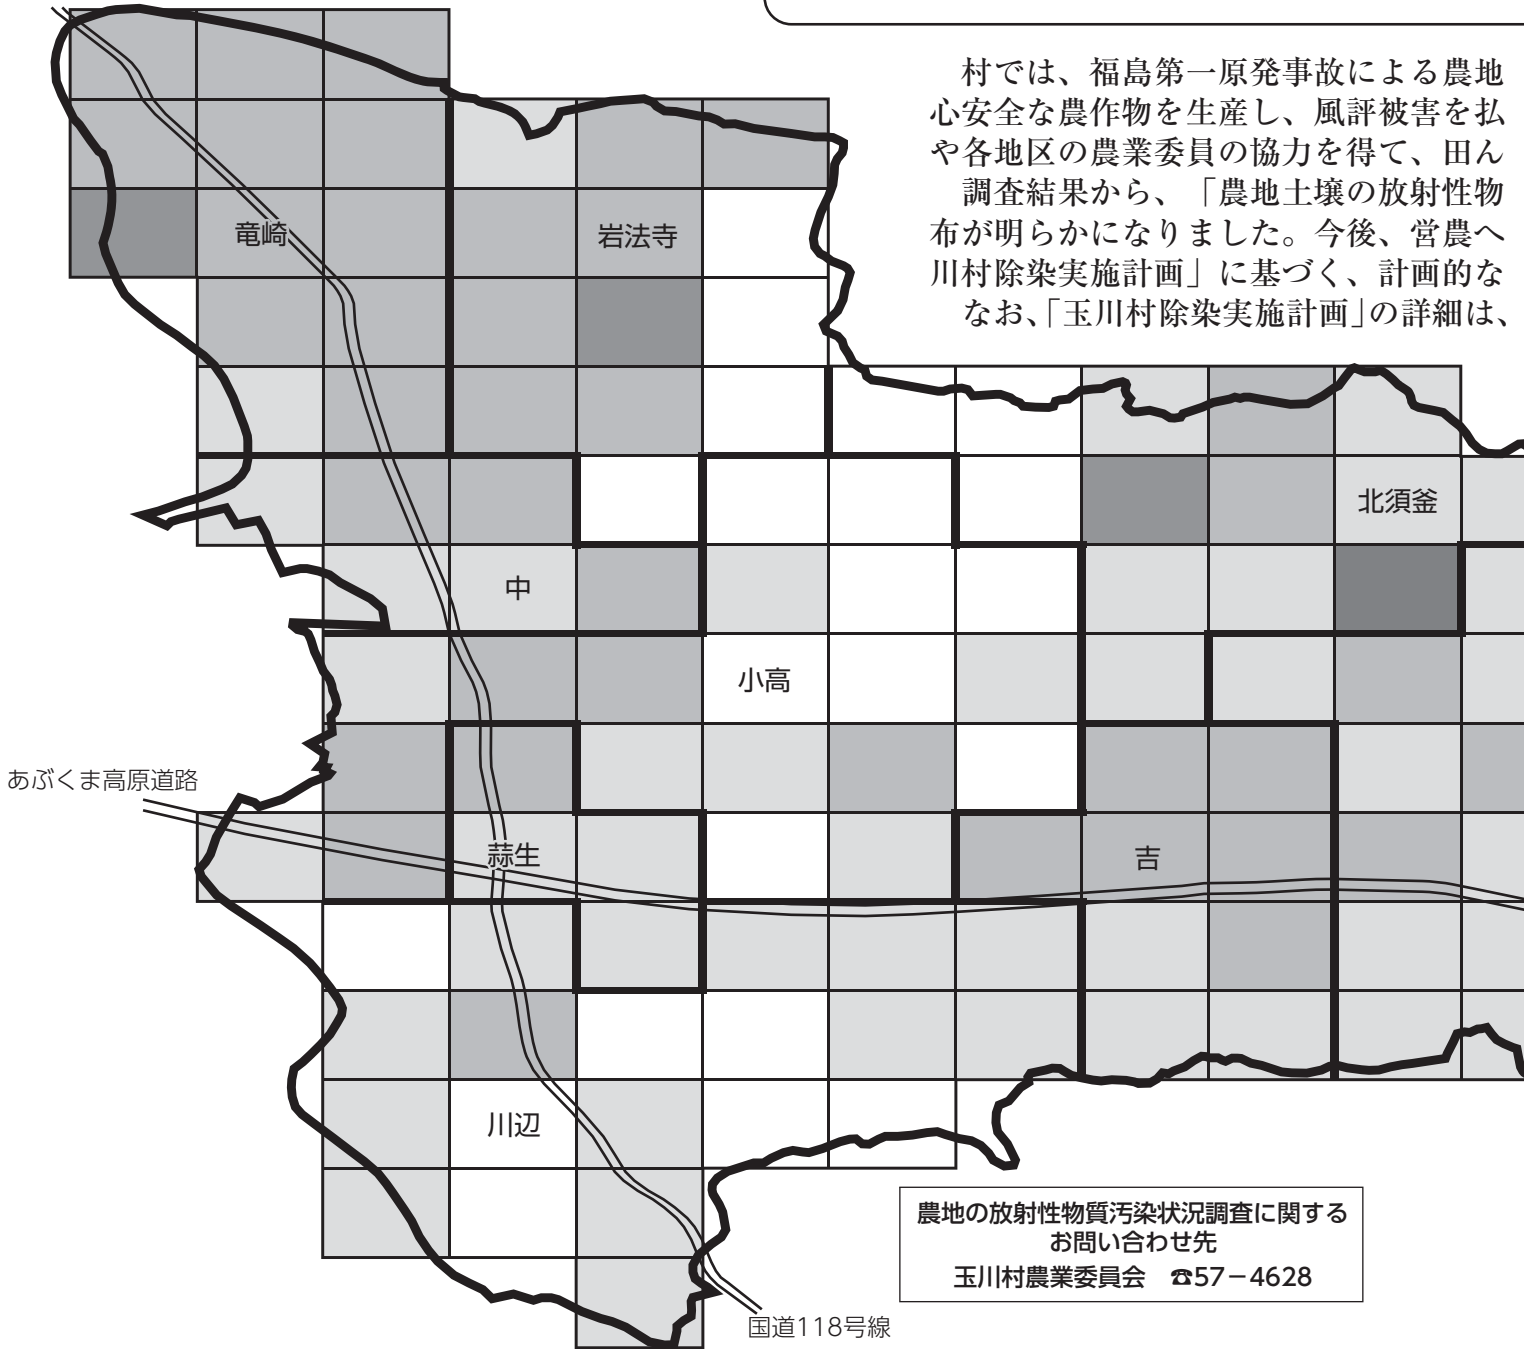 村では、福島第一原発事故による農地
心安全な農作物を生産し、風評被害を払
や各地区の農業委員の協力を得て、田ん
調査結果から、「農地土壌の放射性物
布が明らかになりました。今後、営農へ
川村除染実施計画」に基づく、計画的な
なお、「玉川村除染実施計画」の詳細は、
竜崎
岩法寺
北須釜
中
小高
あぶくま高原道路
蒜生
吉
川辺
農地の放射性物質汚染状況調査に関する
お問い合わせ先
玉川村農業委員会 ☎57−4628
国道118号線